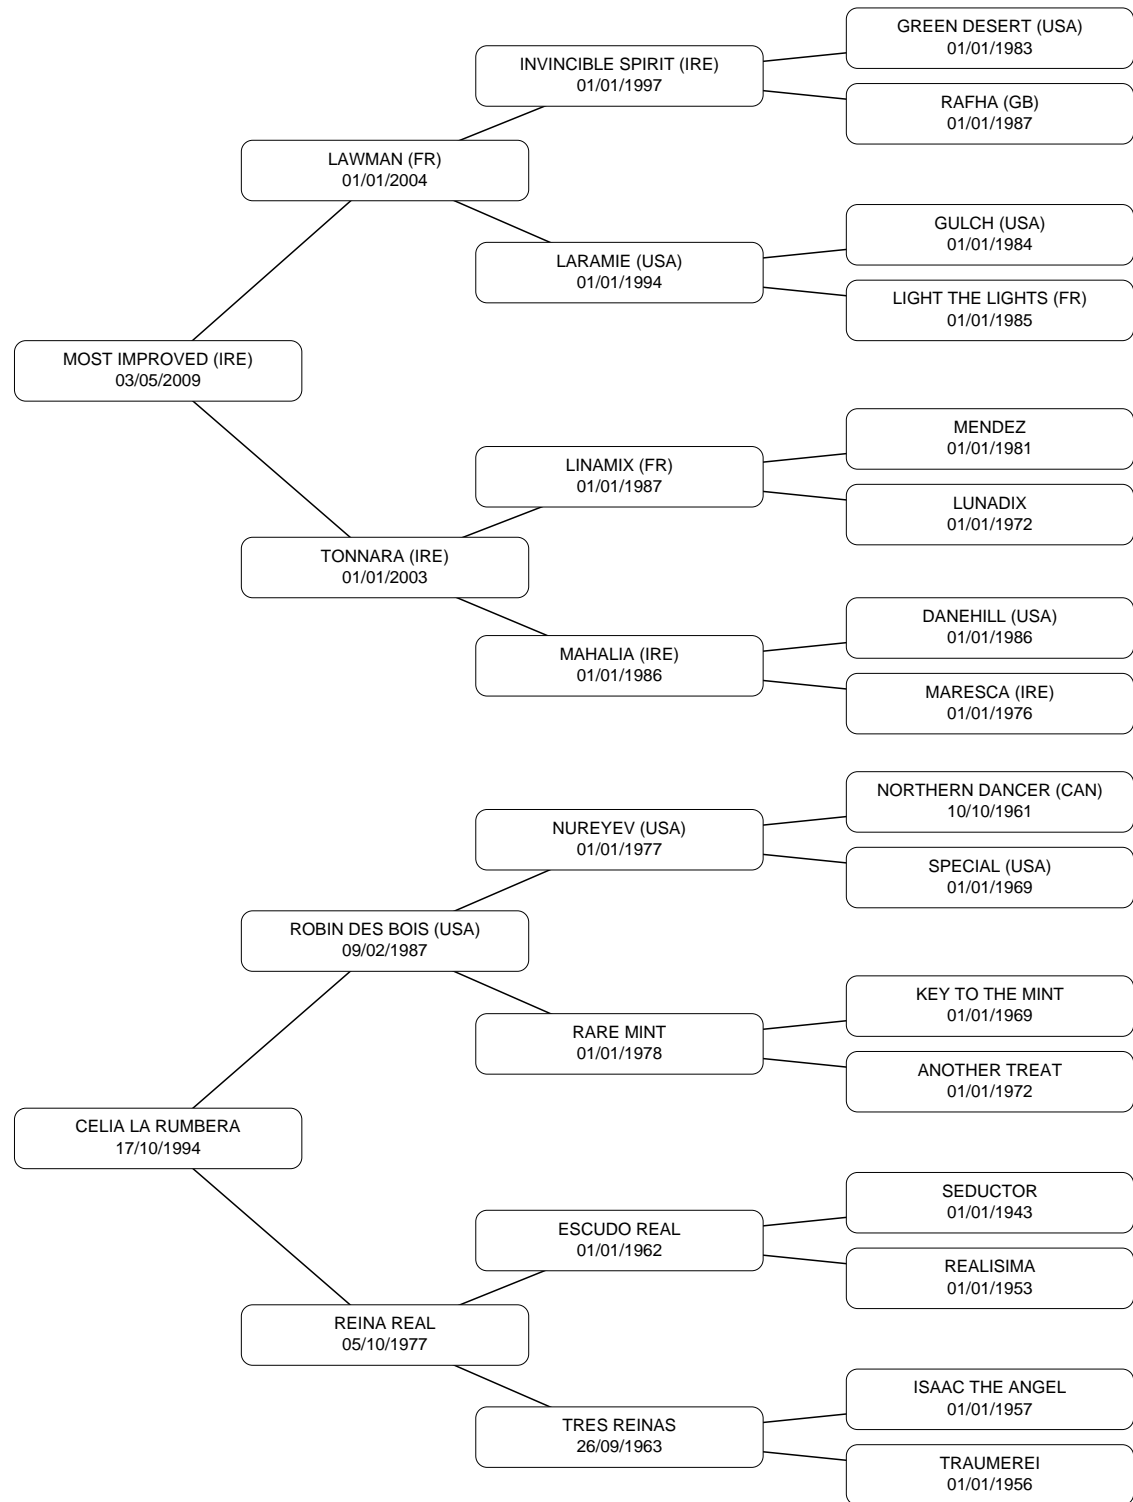 GREEN DESERT (USA)
01/01/1983
INVINCIBLE SPIRIT (IRE)
01/01/1997
RAFHA (GB)
01/01/1987
LAWMAN (FR)
01/01/2004
GULCH (USA)
01/01/1984
LARAMIE (USA)
01/01/1994
LIGHT THE LIGHTS (FR)
01/01/1985
MOST IMPROVED (IRE)
03/05/2009
MENDEZ
01/01/1981
LINAMIX (FR)
01/01/1987
LUNADIX
01/01/1972
TONNARA (IRE)
01/01/2003
DANEHILL (USA)
01/01/1986
MAHALIA (IRE)
01/01/1986
MARESCA (IRE)
01/01/1976
NORTHERN DANCER (CAN)
10/10/1961
NUREYEV (USA)
01/01/1977
SPECIAL (USA)
01/01/1969
ROBIN DES BOIS (USA)
09/02/1987
KEY TO THE MINT
01/01/1969
RARE MINT
01/01/1978
ANOTHER TREAT
01/01/1972
CELIA LA RUMBERA
17/10/1994
SEDUCTOR
01/01/1943
ESCUDO REAL
01/01/1962
REALISIMA
01/01/1953
REINA REAL
05/10/1977
ISAAC THE ANGEL
01/01/1957
TRES REINAS
26/09/1963
TRAUMEREI
01/01/1956